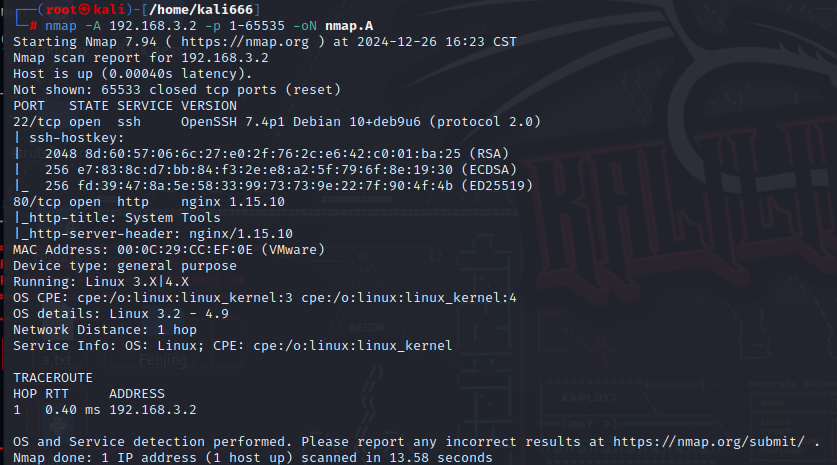 ┌──(root㉿kali)-[/home/kali666]
└─# nmap -A 192.168.3.2 -p 1-65535 -oN nmap.A
Starting Nmap 7.94 ( https://nmap.org ) at 2024-12-26 16:23 CST
Nmap scan report for 192.168.3.2
Host is up (0.00040s latency).
Not shown: 65533 closed tcp ports (reset)
PORT   STATE SERVICE VERSION
22/tcp open  ssh     OpenSSH 7.4p1 Debian 10+deb9u6 (protocol 2.0)
| ssh-hostkey:
|   2048 8d:60:57:06:6c:27:e0:2f:76:2c:e6:42:c0:01:ba:25 (RSA)
|   256 e7:83:8c:d7:bb:84:f3:2e:e8:a2:5f:79:6f:8e:19:30 (ECDSA)
|_  256 fd:39:47:8a:5e:58:33:99:73:73:9e:22:7f:90:4f:4b (ED25519)
80/tcp open  http    nginx 1.15.10
|_http-title: System Tools
|_http-server-header: nginx/1.15.10
MAC Address: 00:0C:29:CC:EF:0E (VMware)
Device type: general purpose
Running: Linux 3.X|4.X
OS CPE: cpe:/o:linux:linux_kernel:3 cpe:/o:linux:linux_kernel:4
OS details: Linux 3.2 - 4.9
Network Distance: 1 hop
Service Info: OS: Linux; CPE: cpe:/o:linux:linux_kernel
RECON
a.txt
Fenjing
TRACEROUTE
HOP RTT     ADDRESS
1   0.40 ms 192.168.3.2
EXPLOIT
OS and Service detection performed. Please report any incorrect results at https://nmap.org/submit/ .
Nmap done: 1 IP address (1 host up) scanned in 13.58 seconds